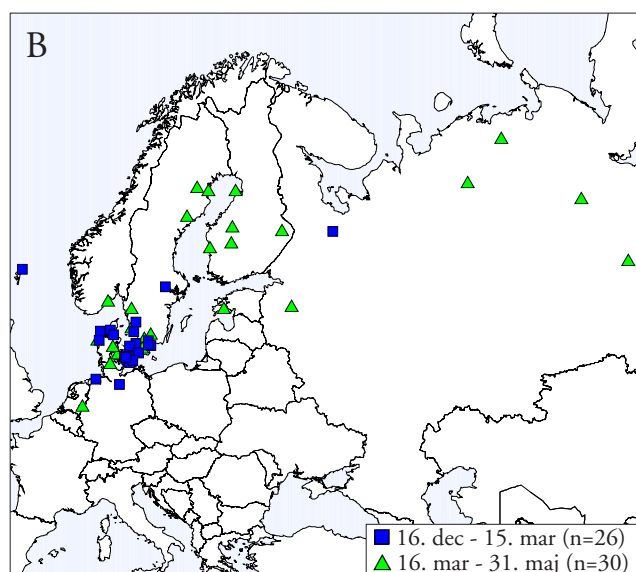 B
16. dec - 15. mar (n=26)
16. mar - 31. maj (n=30)